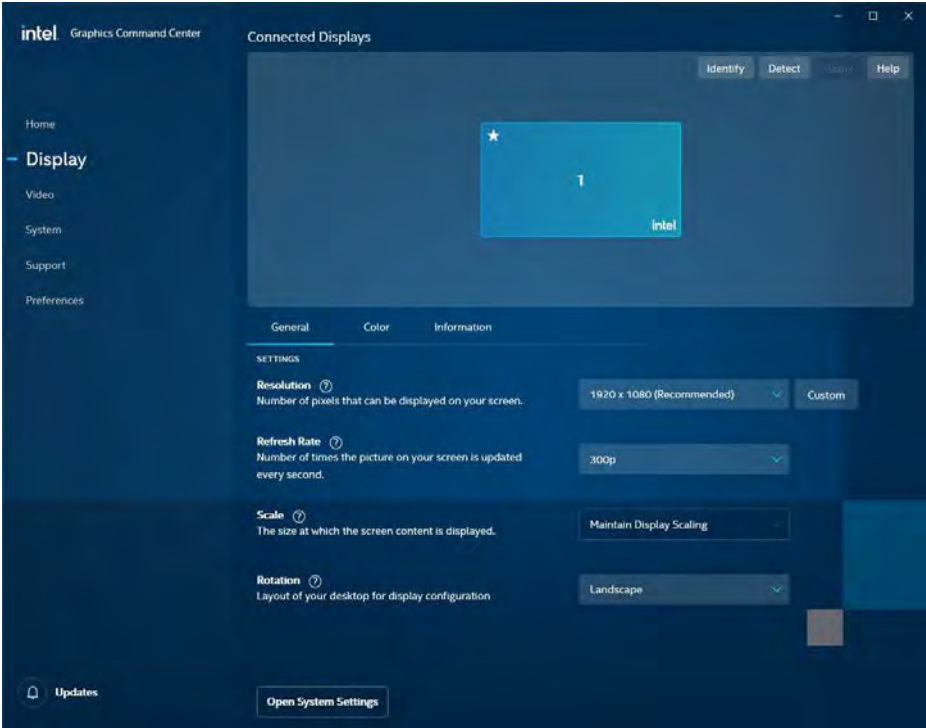 intel. Graphics Command Center
Connected Displays
Identify Detect Help
1
intel
Home
Display
Video
System
Support
Preferences
General Color Information
SETTINGS
Resolution ?
Number of pixels that can be displayed on your screen.
1920 x 1080 (Recommended) Custom
Refresh Rate ?
Number of times the picture on your screen is updated
every second.
300p
Scale ?
The size at which the screen content is displayed.
Maintain Display Scaling
Rotation ?
Layout of your desktop for display configuration
Landscape
Updates
Open System Settings